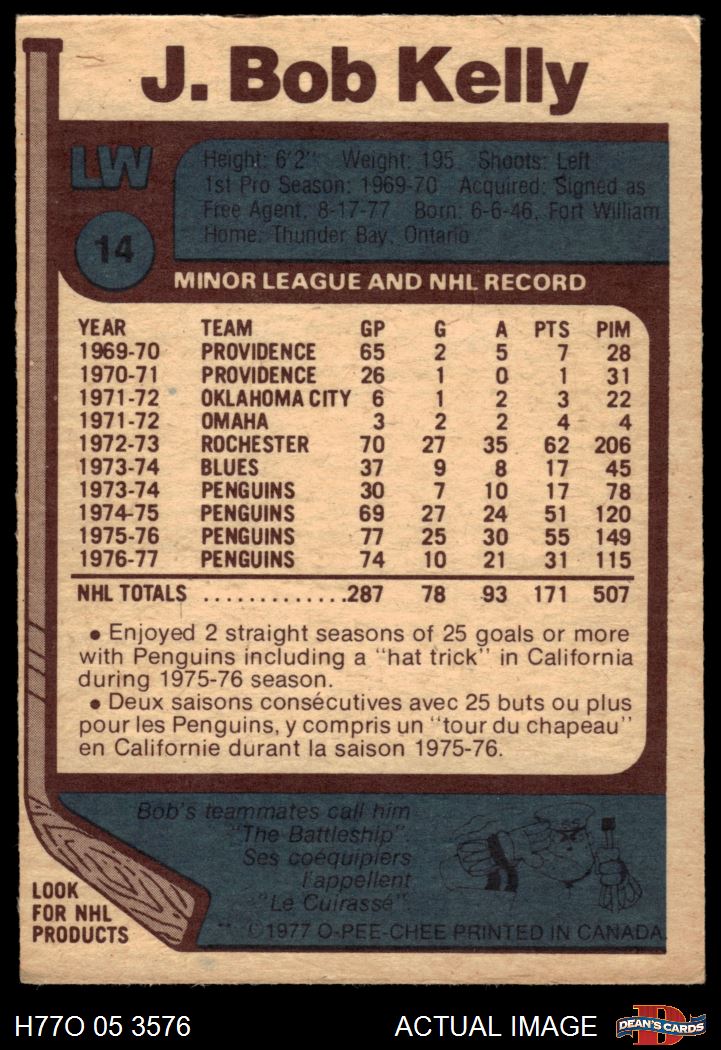 J. Bob Kelly
LW
14
Height: 6'2" Weight: 195 Shoots: Left
1st Pro Season: 1969-70 Acquired: Signed as
Free Agent, 8-17-77 Born: 6-6-46, Fort William
Home: Thunder Bay, Ontario
MINOR LEAGUE AND NHL RECORD
YEAR TEAM GP G A PTS PIM
1969-70 PROVIDENCE 65 2 5 7 28
1970-71 PROVIDENCE 26 1 0 1 31
1971-72 OKLAHOMA CITY 6 1 2 3 22
1971-72 OMAHA 3 2 2 4 4
1972-73 ROCHESTER 70 27 35 62 206
1973-74 BLUES 37 9 8 17 45
1973-74 PENGUINS 30 7 10 17 78
1974-75 PENGUINS 69 27 24 51 120
1975-76 PENGUINS 77 25 30 55 149
1976-77 PENGUINS 74 10 21 31 115
NHL TOTALS .............287 78 93 171 507
• Enjoyed 2 straight seasons of 25 goals or more
with Penguins including a "hat trick" in California
during 1975-76 season.
• Deux saisons consécutives avec 25 buts ou plus
pour les Penguins, y compris un "tour du chapeau"
en Californie durant la saison 1975-76.
Bob's teammates call him
"The Battleship".
Ses coéquipiers
l'appellent
"Le Cuirassé".
LOOK
FOR NHL
PRODUCTS
** ©1977 O-PEE-CHEE PRINTED IN CANADA
H77O 05 3576
ACTUAL IMAGE
D
DEAN'S CARDS